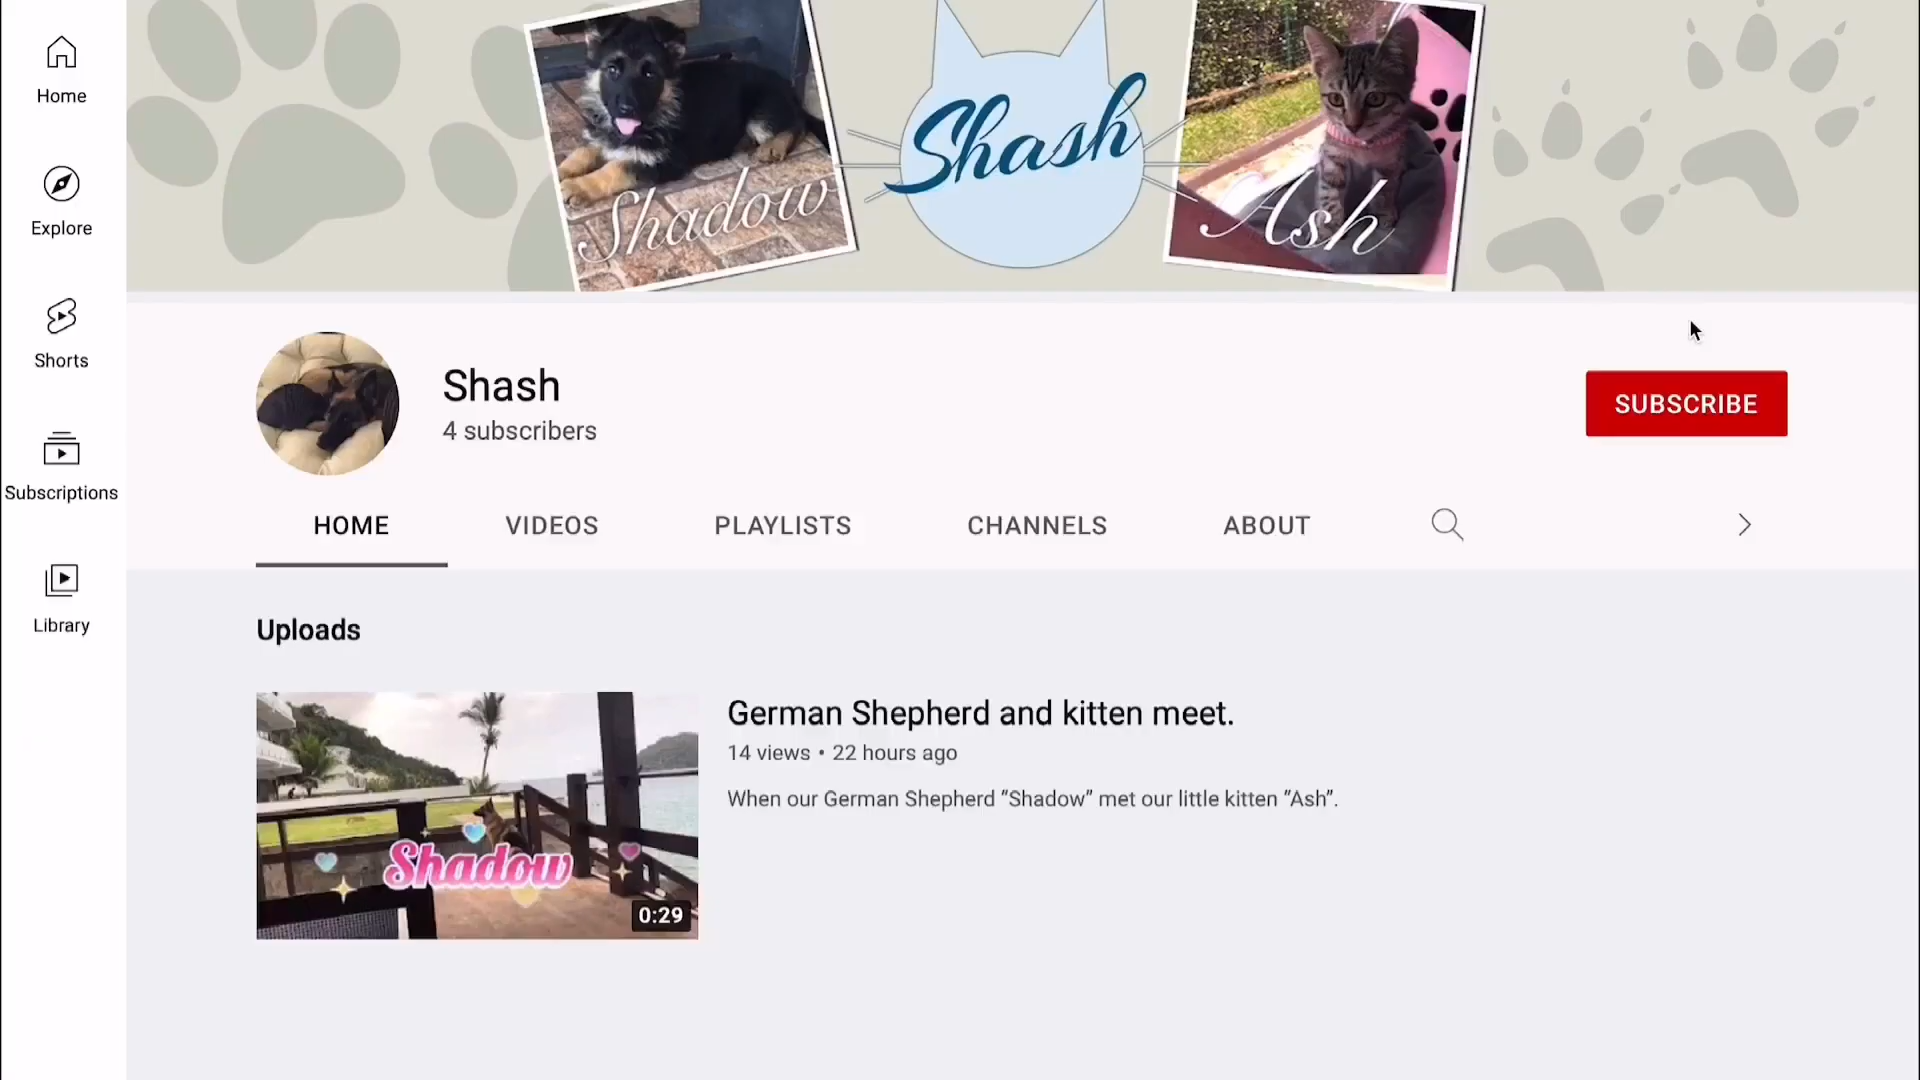 Home
Explore
Shorts
Subscriptions
Library
Shadow
Shash
Ash
Shash
4 subscribers
SUBSCRIBE
HOME
VIDEOS
PLAYLISTS
CHANNELS
ABOUT
Uploads
Shadow
0:29
German Shepherd and kitten meet.
14 views • 22 hours ago
When our German Shepherd “Shadow” met our little kitten “Ash”.